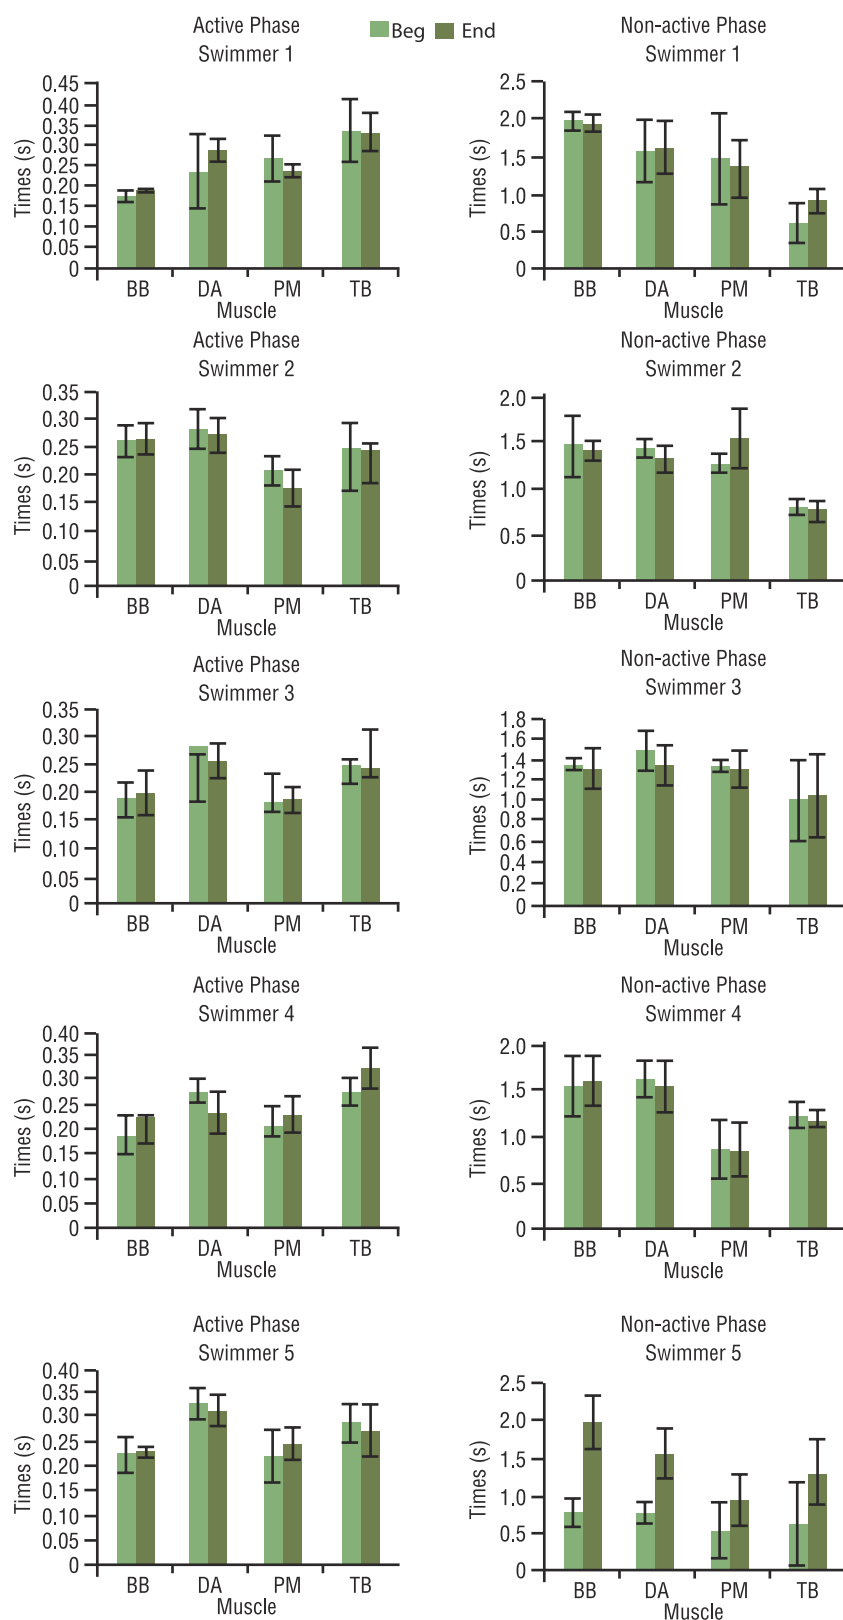 Active Phase
Swimmer 1
Beg End
Non-active Phase
Swimmer 1
Times (s)
0.45
0.40
0.35
0.30
0.25
0.20
0.15
0.10
0.05
0
BB DA PM TB
Muscle
Times (s)
2.5
2.0
1.5
1.0
0.5
0
BB DA PM TB
Muscle
Active Phase
Swimmer 2
Times (s)
0.35
0.30
0.25
0.20
0.15
0.10
0.05
0
BB DA PM TB
Muscle
Non-active Phase
Swimmer 2
Times (s)
2.0
1.5
1.0
0.5
0
BB DA PM TB
Muscle
Active Phase
Swimmer 3
Times (s)
0.35
0.30
0.25
0.20
0.15
0.10
0.05
0
BB DA PM TB
Muscle
Non-active Phase
Swimmer 3
Times (s)
1.8
1.6
1.4
1.2
1.0
0.8
0.6
0.4
0.2
0
BB DA PM TB
Muscle
Active Phase
Swimmer 4
Times (s)
0.40
0.35
0.30
0.25
0.20
0.15
0.10
0.05
0
BB DA PM TB
Muscle
Non-active Phase
Swimmer 4
Times (s)
2.0
1.5
1.0
0.5
0
BB DA PM TB
Muscle
Active Phase
Swimmer 5
Times (s)
0.40
0.35
0.30
0.25
0.20
0.15
0.10
0.05
0
BB DA PM TB
Muscle
Non-active Phase
Swimmer 5
Times (s)
2.5
2.0
1.5
1.0
0.5
0
BB DA PM TB
Muscle